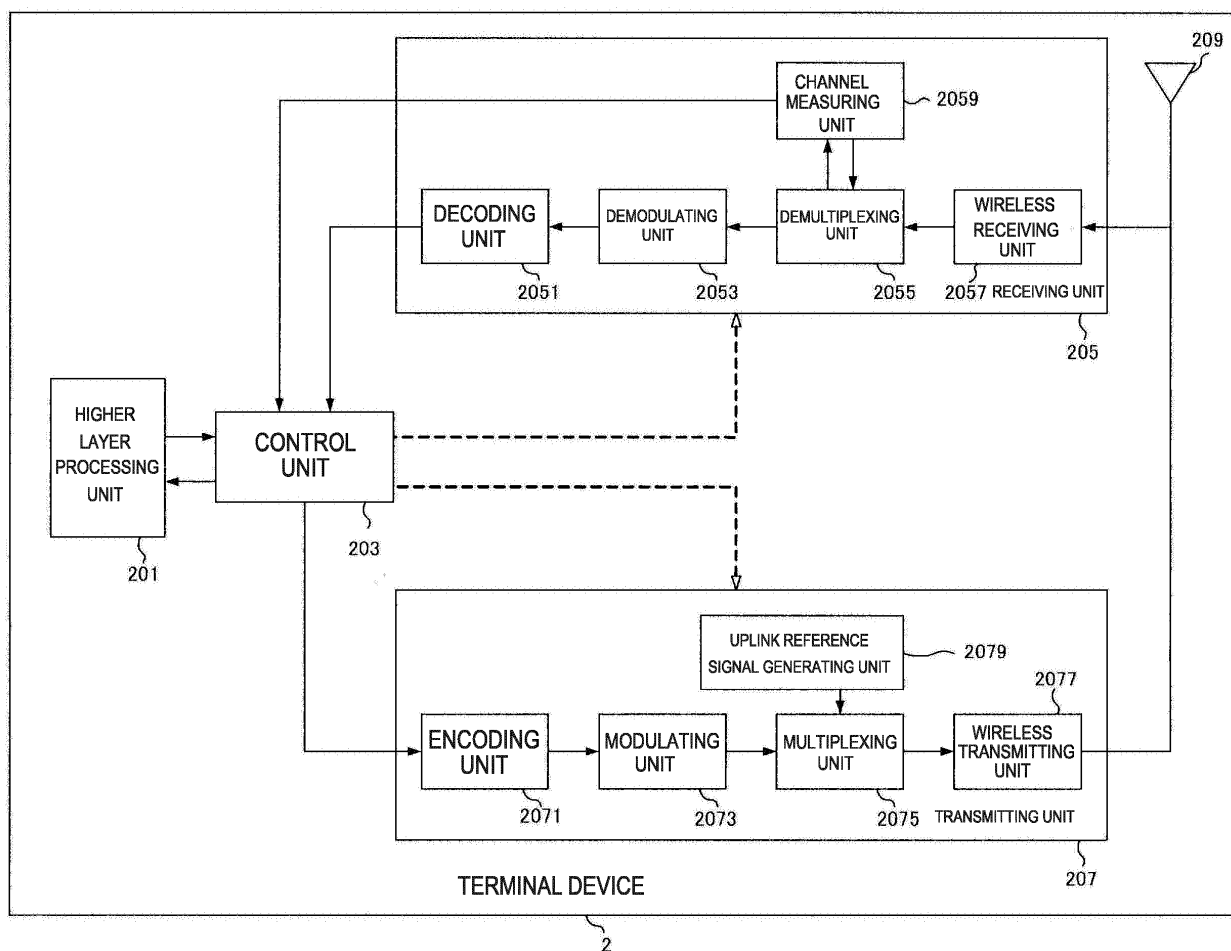 209
CHANNEL
MEASURING
UNIT
2059
DECODING
UNIT
2051
DEMODULATING
UNIT
2053
DEMULTIPLEXING
UNIT
2055
WIRELESS
RECEIVING
UNIT
2057
RECEIVING UNIT
205
HIGHER
LAYER
PROCESSING
UNIT
201
CONTROL
UNIT
203
UPLINK REFERENCE
SIGNAL GENERATING UNIT
2079
2077
ENCODING
UNIT
2071
MODULATING
UNIT
2073
MULTIPLEXING
UNIT
2075
WIRELESS
TRANSMITTING
UNIT
TRANSMITTING UNIT
207
TERMINAL DEVICE
2